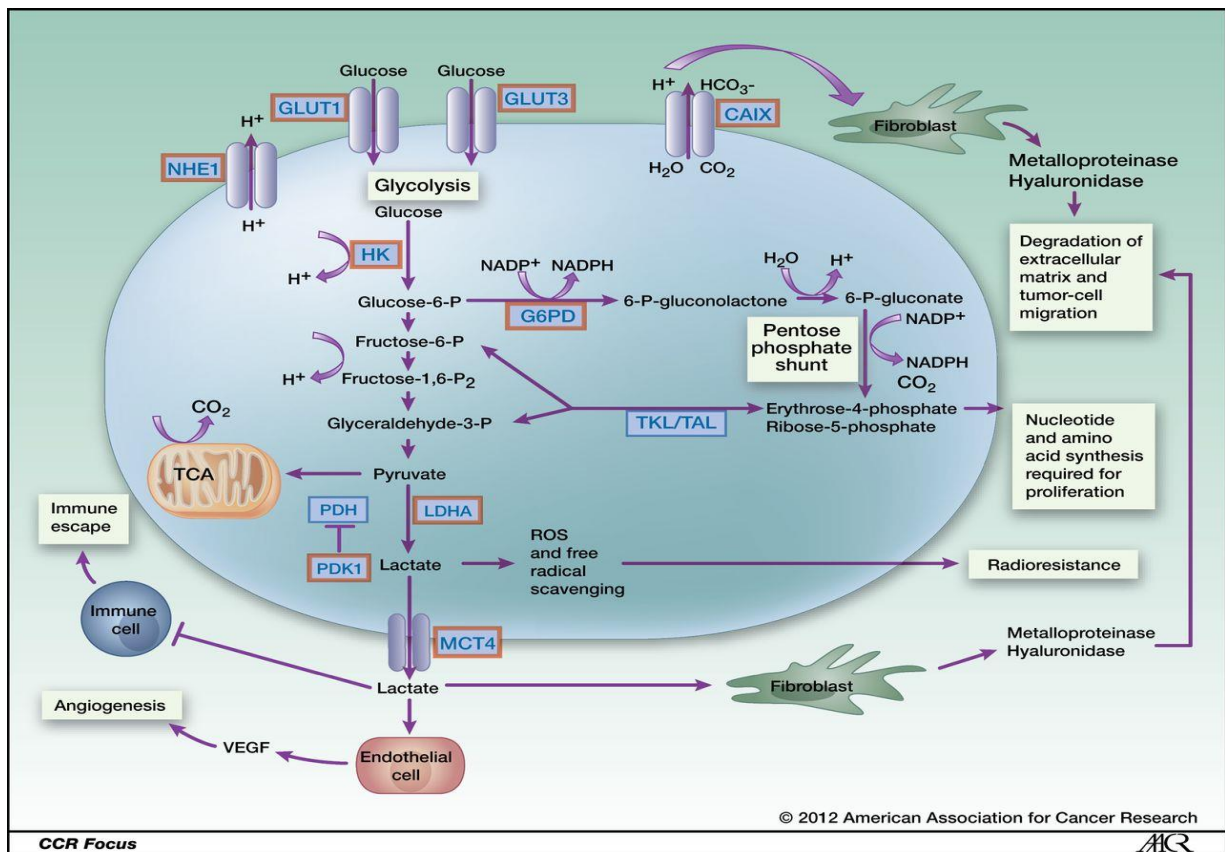 Glucose
Glucose
GLUT1
GLUT3
H+
HCO3-
CAIX
Fibroblast
H+
NHE1
H+
H2O
CO2
Metalloproteinase
Hyaluronidase
Glycolysis
Glucose
HK
H+
NADP+
NADPH
H2O
H+
Degradation of
extracellular
matrix and
tumor-cell
migration
Glucose-6-P
G6PD
6-P-gluconolactone
6-P-gluconate
Pentose
phosphate
shunt
NADP+
NADPH
CO2
Fructose-6-P
H+
Fructose-1,6-P2
Glyceraldehyde-3-P
TKL/TAL
Erythrose-4-phosphate
Ribose-5-phosphate
Nucleotide
and amino
acid synthesis
required for
proliferation
CO2
TCA
Pyruvate
PDH
LDHA
PDK1
Lactate
ROS
and free
radical
scavenging
Radioresistance
Immune
escape
Immune
cell
MCT4
Metalloproteinase
Hyaluronidase
Lactate
Fibroblast
Angiogenesis
VEGF
Endothelial
cell
© 2012 American Association for Cancer Research
CCR Focus
AACR